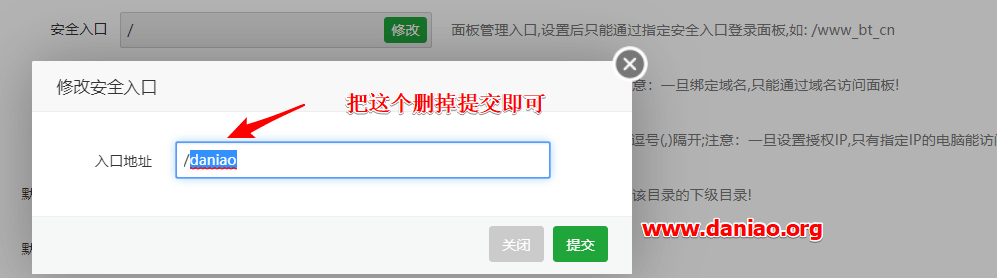 安全入口 / 修改 面板管理入口,设置后只能通过指定安全入口登录面板,如: /www_bt_cn
修改安全入口
意：一旦绑定域名,只能通过域名访问面板!
把这个删掉提交即可
逗号(,)隔开;注意：一旦设置授权IP,只有指定IP的电脑能访
入口地址 /daniao
默
该目录的下级目录!
www.daniao.org
默
关闭 提交